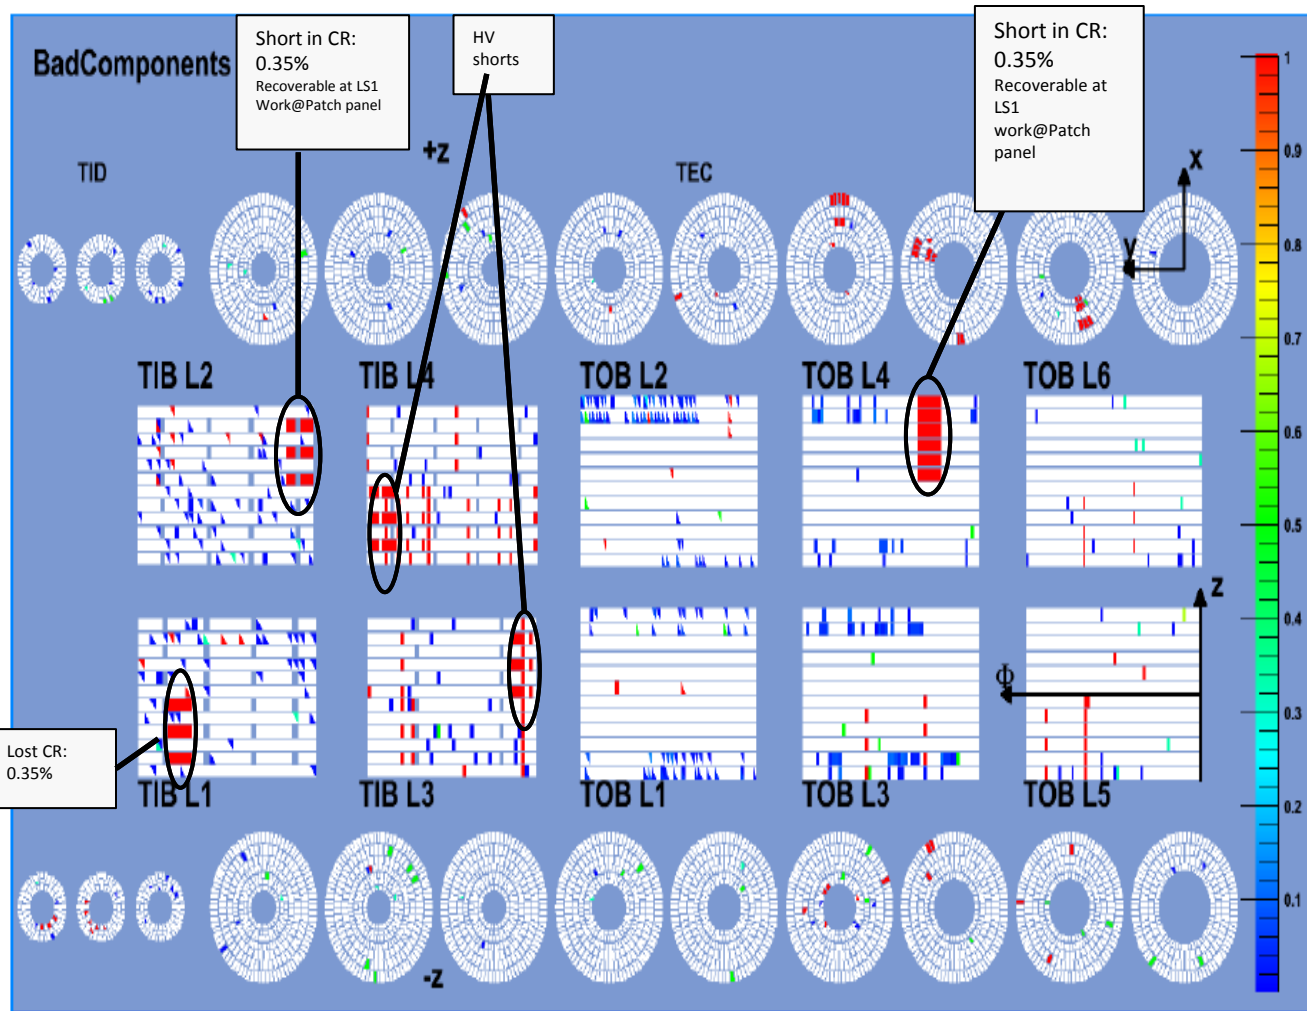 BadComponents
Short in CR:
0.35%
Recoverable at LS1
Work@Patch panel
HV
shorts
Short in CR:
0.35%
Recoverable at
LS1
work@Patch
panel
+z
TID
TEC
x
y
TIB L2
TIB L4
TOB L2
TOB L4
TOB L6
z
Φ
Lost CR:
0.35%
TIB L1
TIB L3
TOB L1
TOB L3
TOB L5
-z
1
0.9
0.8
0.7
0.6
0.5
0.4
0.3
0.2
0.1